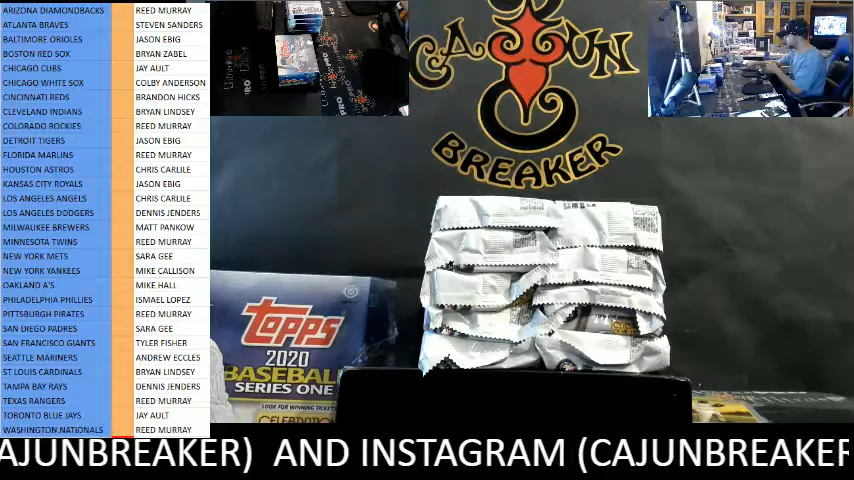 ARIZONA DIAMONDBACKS REED MURRAY
ATLANTA BRAVES STEVEN SANDERS
BALTIMORE ORIOLES JASON EBIG
BOSTON RED SOX BRYAN ZABEL
CHICAGO CUBS JAY AULT
CHICAGO WHITE SOX COLBY ANDERSON
CINCINNATI REDS BRANDON HICKS
CLEVELAND INDIANS BRYAN LINDSEY
COLORADO ROCKIES REED MURRAY
DETROIT TIGERS JASON EBIG
FLORIDA MARLINS REED MURRAY
HOUSTON ASTROS CHRIS CARLILE
KANSAS CITY ROYALS JASON EBIG
LOS ANGELES ANGELS CHRIS CARLILE
LOS ANGELES DODGERS DENNIS JENDERS
MILWAUKEE BREWERS MATT PANKOW
MINNESOTA TWINS REED MURRAY
NEW YORK METS SARA GEE
NEW YORK YANKEES MIKE CALLISON
OAKLAND A'S MIKE HALL
PHILADELPHIA PHILLIES ISMAEL LOPEZ
PITTSBURGH PIRATES REED MURRAY
SAN DIEGO PADRES SARA GEE
SAN FRANCISCO GIANTS TYLER FISHER
SEATTLE MARINERS ANDREW ECCLES
ST LOUIS CARDINALS BRYAN LINDSEY
TAMPA BAY RAYS DENNIS JENDERS
TEXAS RANGERS REED MURRAY
TORONTO BLUE JAYS JAY AULT
WASHINGTON NATIONALS REED MURRAY
CAJUN
BREAKER
TOPPS
2020
BASEBALL
SERIES ONE
LOOK FOR WINNING TICKETS
CELEBRATION
AJUNBREAKER) AND INSTAGRAM (CAJUNBREAKER